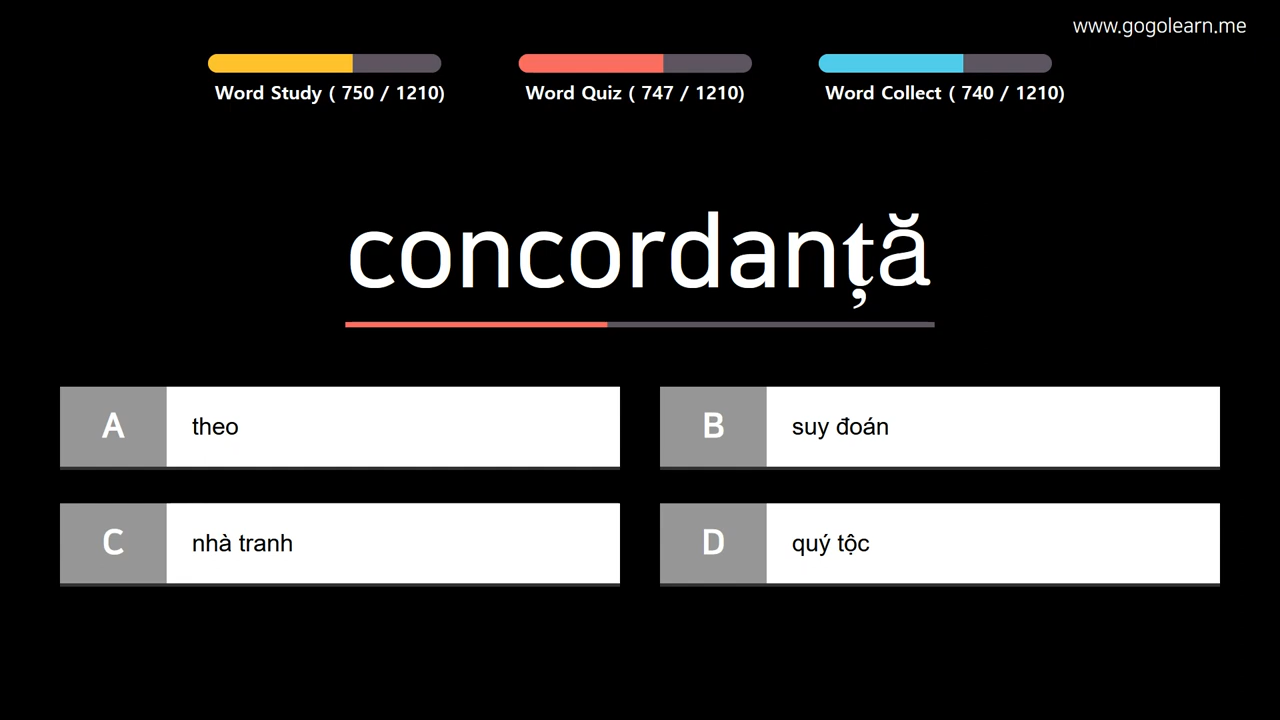 www.gogolearn.me
Word Study ( 750 / 1210)
Word Quiz ( 747 / 1210)
Word Collect ( 740 / 1210)
concordanță
A theo
B suy đoán
C nhà tranh
D quý tộc